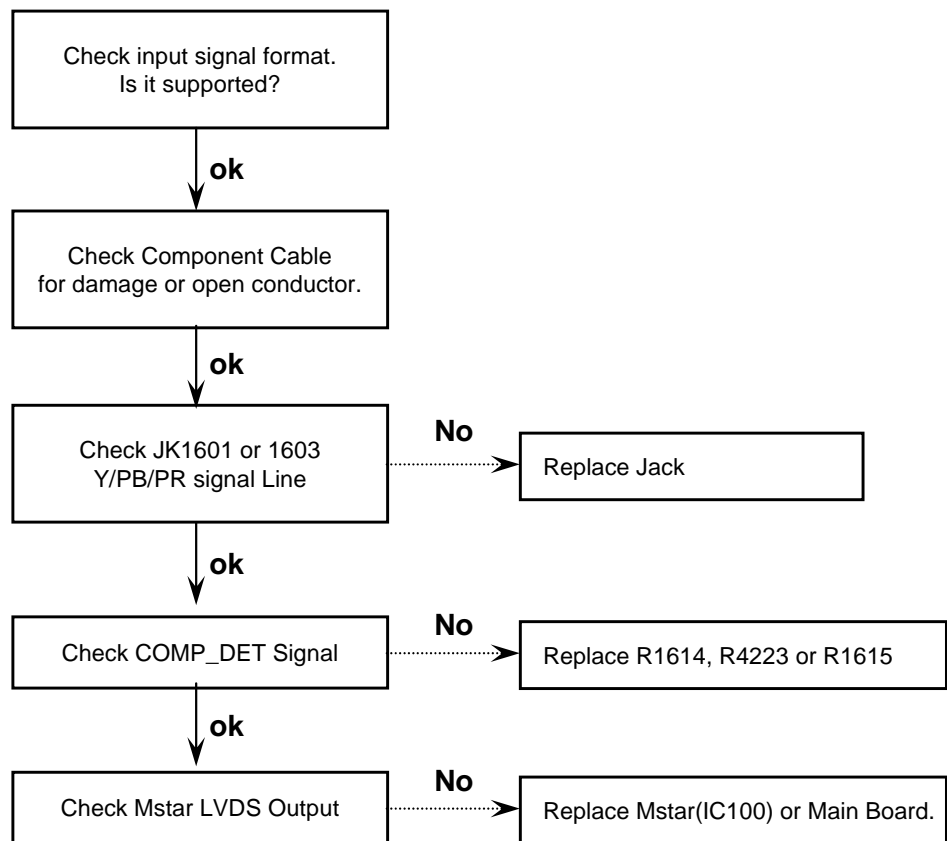 Check input signal format.
Is it supported?
ok
Check Component Cable
for damage or open conductor.
ok
Check JK1601 or 1603
Y/PB/PR signal Line
No
Replace Jack
ok
Check COMP_DET Signal
No
Replace R1614, R4223 or R1615
ok
Check Mstar LVDS Output
No
Replace Mstar(IC100) or Main Board.